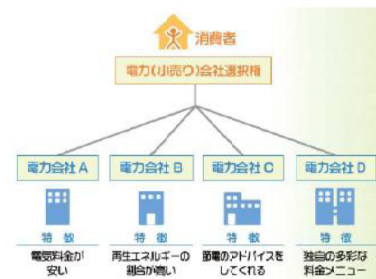 消費者
電力(小売り)会社選択権
電力会社A
電力会社B
電力会社C
電力会社D
特徴
特徴
特徴
特徴
電気料金が
安い
再生エネルギーの
割合が高い
節電のアドバイスを
してくれる
独自の多彩な
料金メニュー